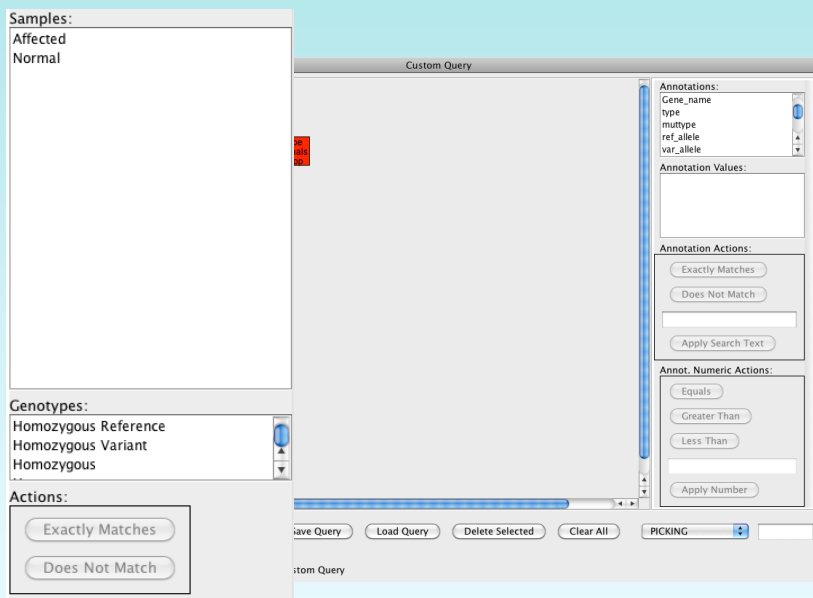 Samples:
Affected
Normal
Genotypes:
Homozygous Reference
Homozygous Variant
Homozygous
Actions:
Exactly Matches
Does Not Match
Custom Query
Annotations:
Gene_name
type
muttype
ref_allele
var_allele
Annotation Values:
Annotation Actions:
Exactly Matches
Does Not Match
Apply Search Text
Annot. Numeric Actions:
Equals
Greater Than
Less Than
Apply Number
Save Query
Load Query
Delete Selected
Clear All
PICKING
stom Query